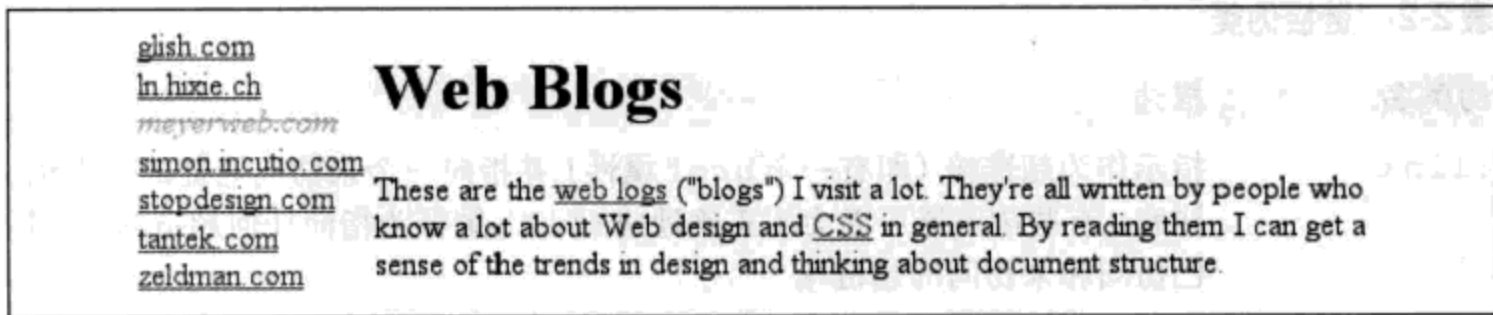 glish.com
ln.hixie.ch
meyerweb.com
simon.incutio.com
stopdesign.com
tantek.com
zeldman.com
Web Blogs
These are the web logs ("blogs") I visit a lot. They're all written by people who
know a lot about Web design and CSS in general. By reading them I can get a
sense of the trends in design and thinking about document structure.